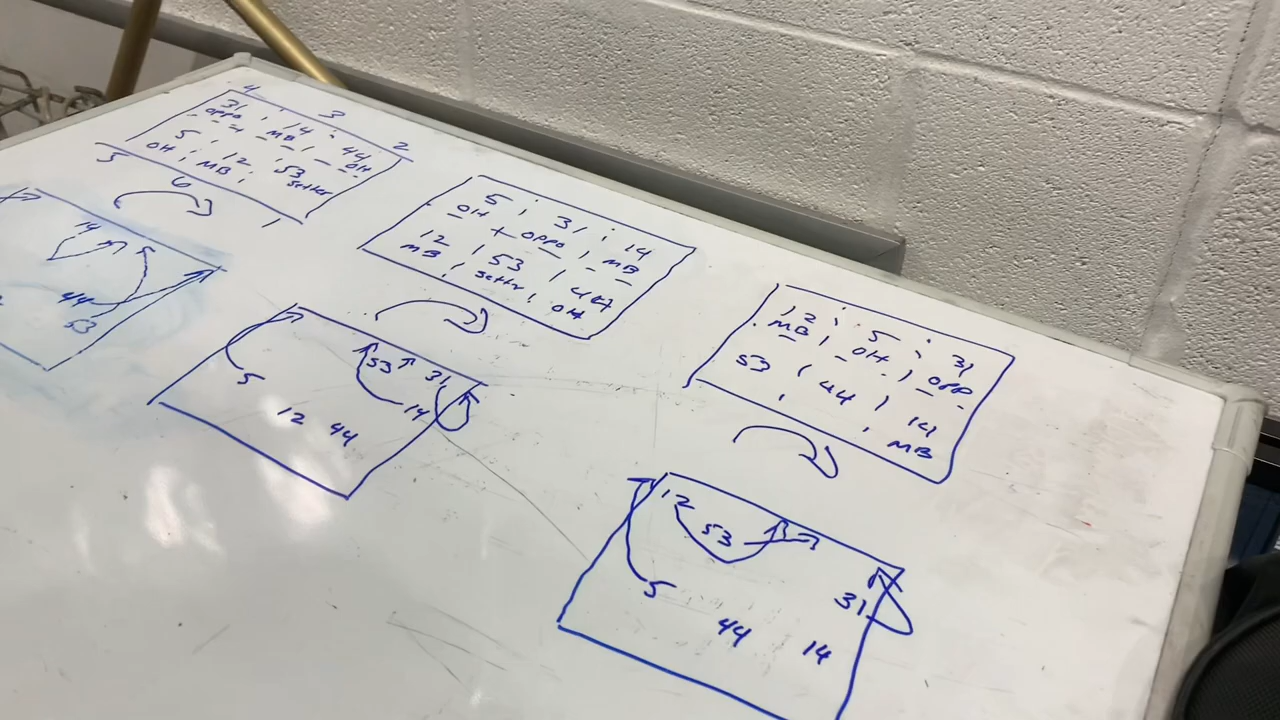 4 3 2
31 14 44
oppo MB OH
5 12 53
OH MB setter
5 6 1
5 31 14
OH oppo MB
12 53 44
MB setter OH
12 5 31
MB OH opp
53 44 14
MB
14
44
53
53 31
5 14
12 44
12
53
5 31
44 14